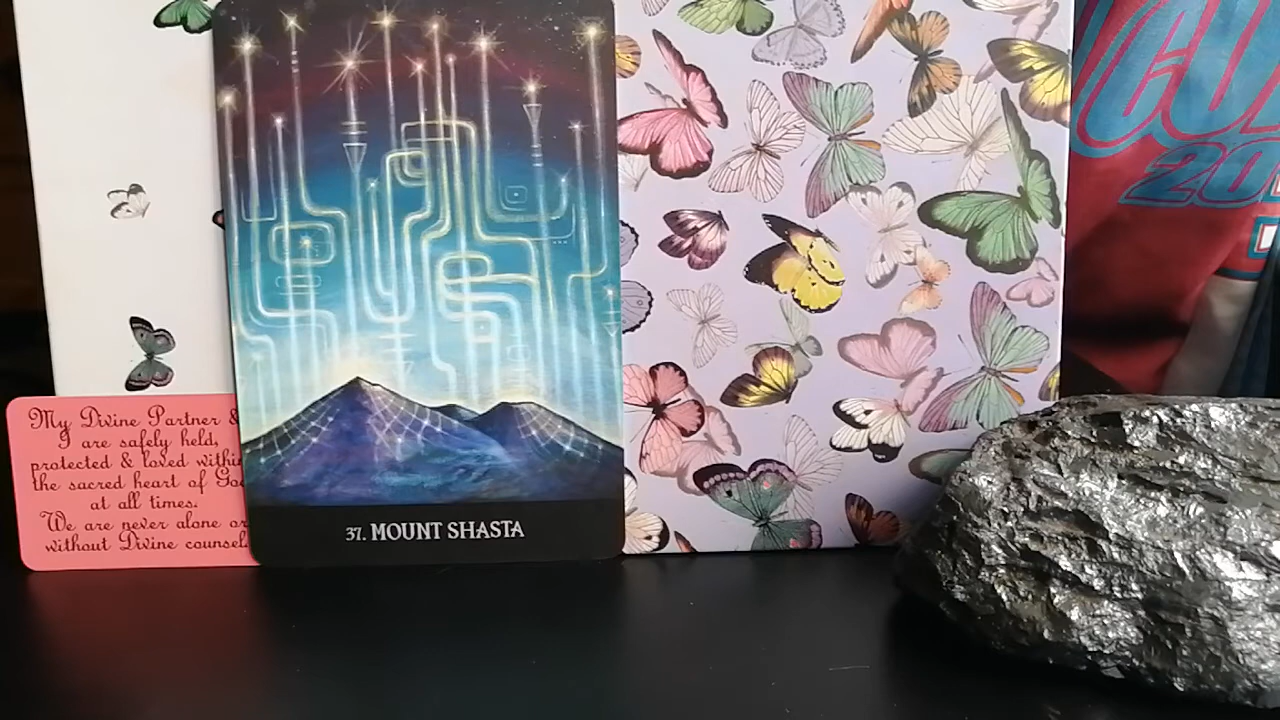 My Divine Partner &
I are safely held,
protected & loved within
the sacred heart of God
at all times.
We are never alone or
without Divine counsel
37. MOUNT SHASTA
20